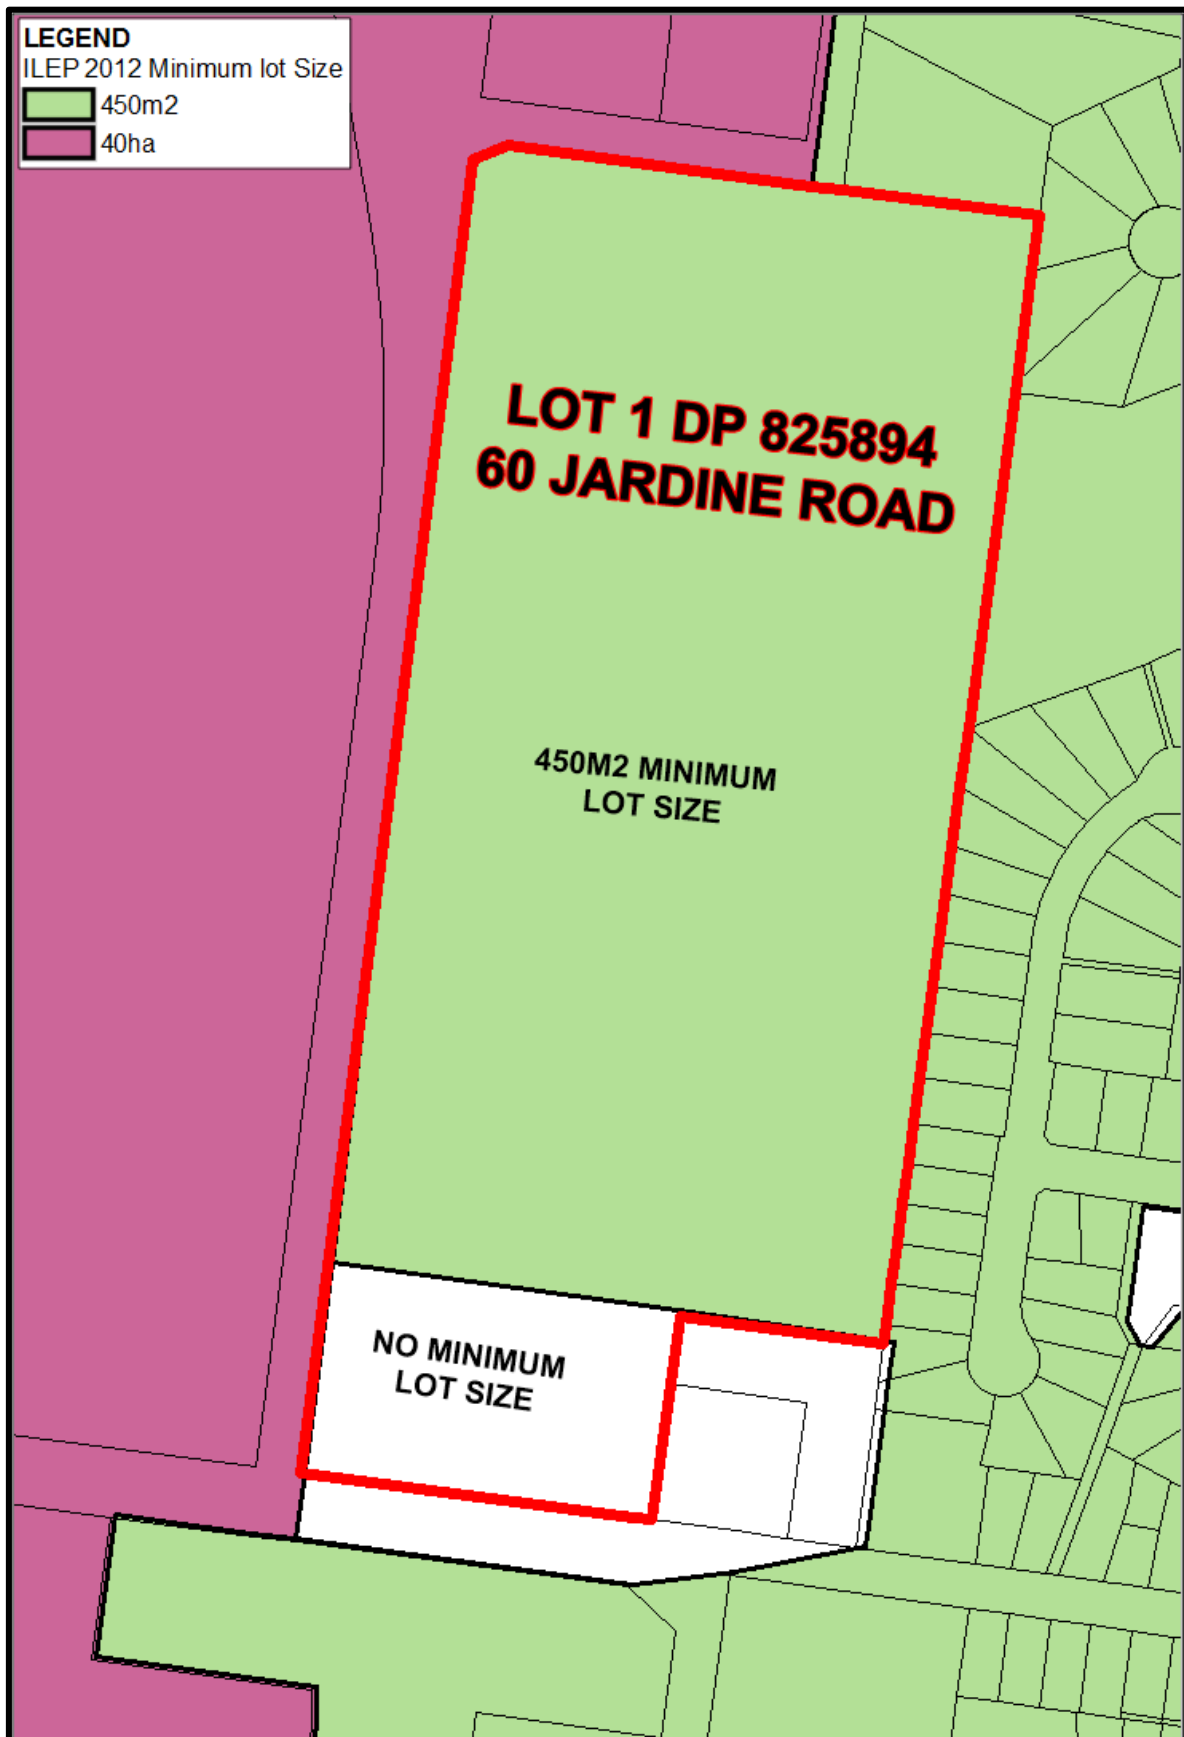 LEGEND
ILEP 2012 Minimum lot Size
450m2
40ha
LOT 1 DP 825894
60 JARDINE ROAD
450M2 MINIMUM
LOT SIZE
NO MINIMUM
LOT SIZE